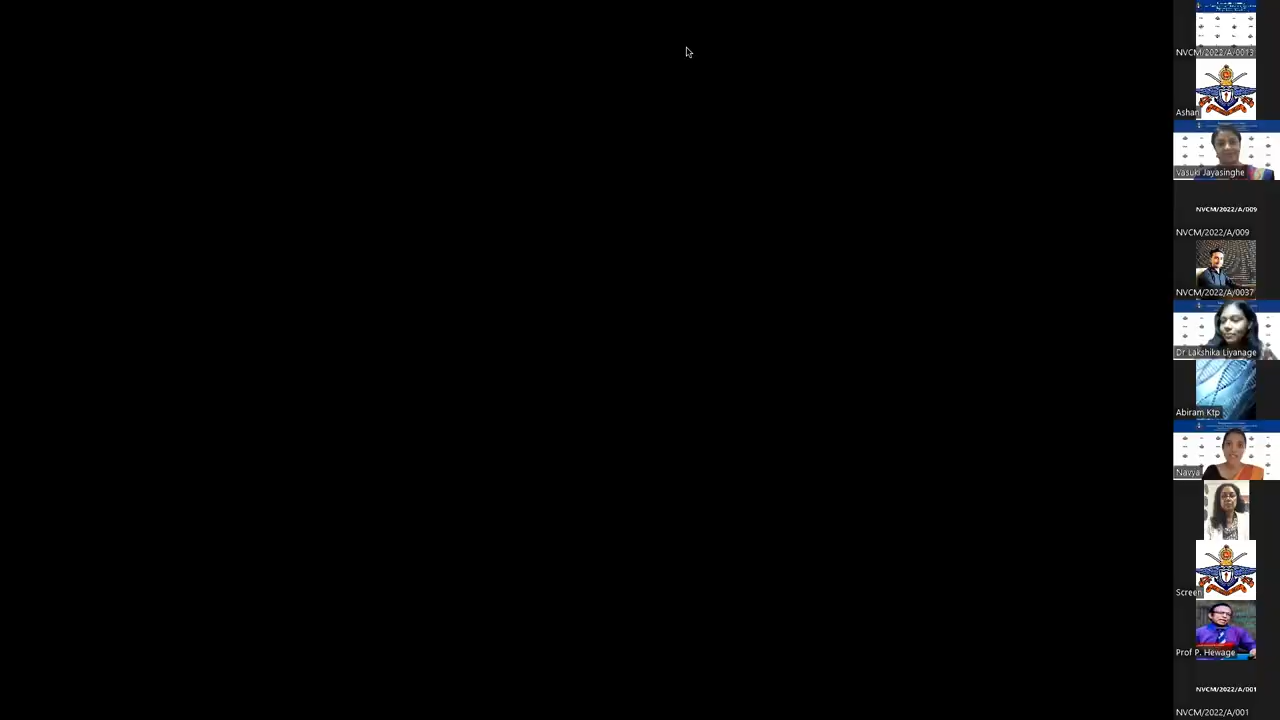 NVCM/2022/A/0013
Ashan
Vasuki Jayasinghe
NVCM/2022/A/009
NVCM/2022/A/009
NVCM/2022/A/0037
Dr Lakshika Liyanage
Abiram Ktp
Navya
Screen
Prof P. Hewage
NVCM/2022/A/001
NVCM/2022/A/001